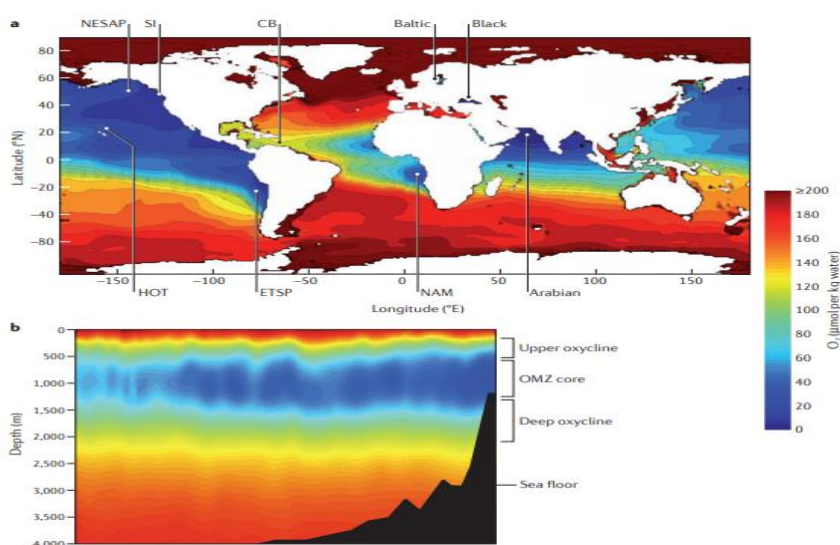 NESAP SI CB Baltic Black
a
80
60
40
20
0
−20
−40
−60
−80
Latitude (°N)
−150 −100 −50 0 50 100 150
HOT ETSP NAM Arabian
Longitude (°E)
≥200
180
160
140
120
100
80
60
40
20
0
O₂ (μmol per kg water)
b
0
500
1,000
1,500
2,000
2,500
3,000
3,500
4,000
Depth (m)
Upper oxycline
OMZ core
Deep oxycline
Sea floor